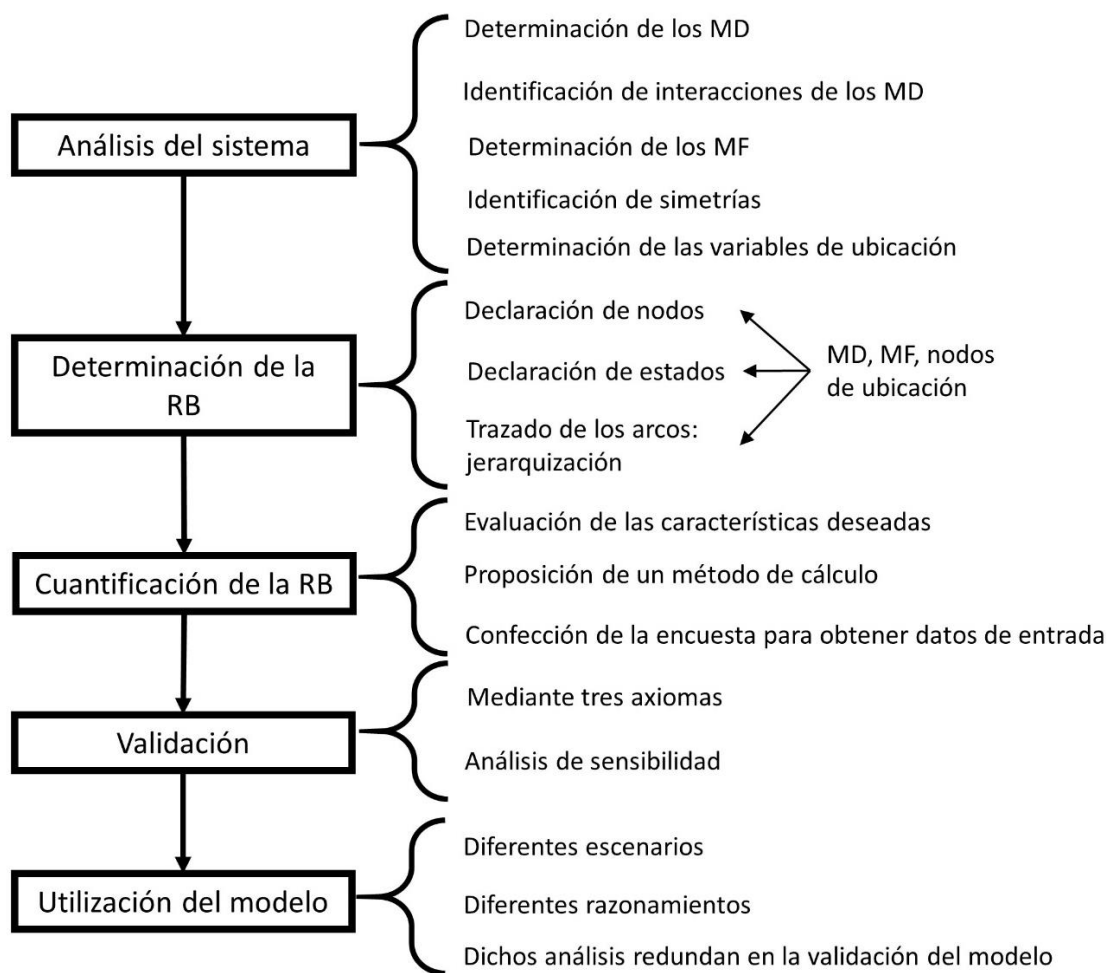 Determinación de los MD
Identificación de interacciones de los MD
Análisis del sistema
Determinación de los MF
Identificación de simetrías
Determinación de las variables de ubicación
Declaración de nodos
Determinación de la
RB
Declaración de estados
MD, MF, nodos
de ubicación
Trazado de los arcos:
jerarquización
Evaluación de las características deseadas
Cuantificación de la RB
Proposición de un método de cálculo
Confección de la encuesta para obtener datos de entrada
Mediante tres axiomas
Validación
Análisis de sensibilidad
Diferentes escenarios
Utilización del modelo
Diferentes razonamientos
Dichos análisis redundan en la validación del modelo